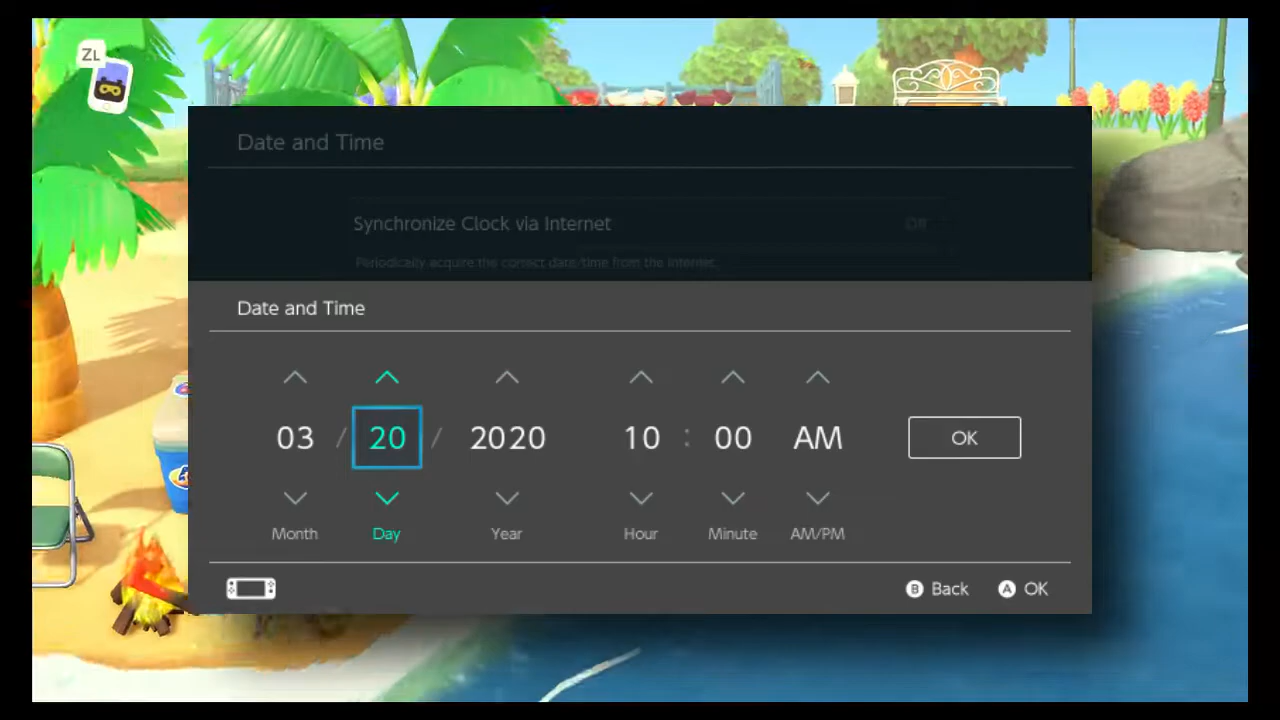 ZL
Date and Time
Synchronize Clock via Internet Off
Periodically acquire the correct date/time from the Internet.
Date and Time
03 / 20 / 2020 10 : 00 AM OK
Month Day Year Hour Minute AM/PM
B Back A OK